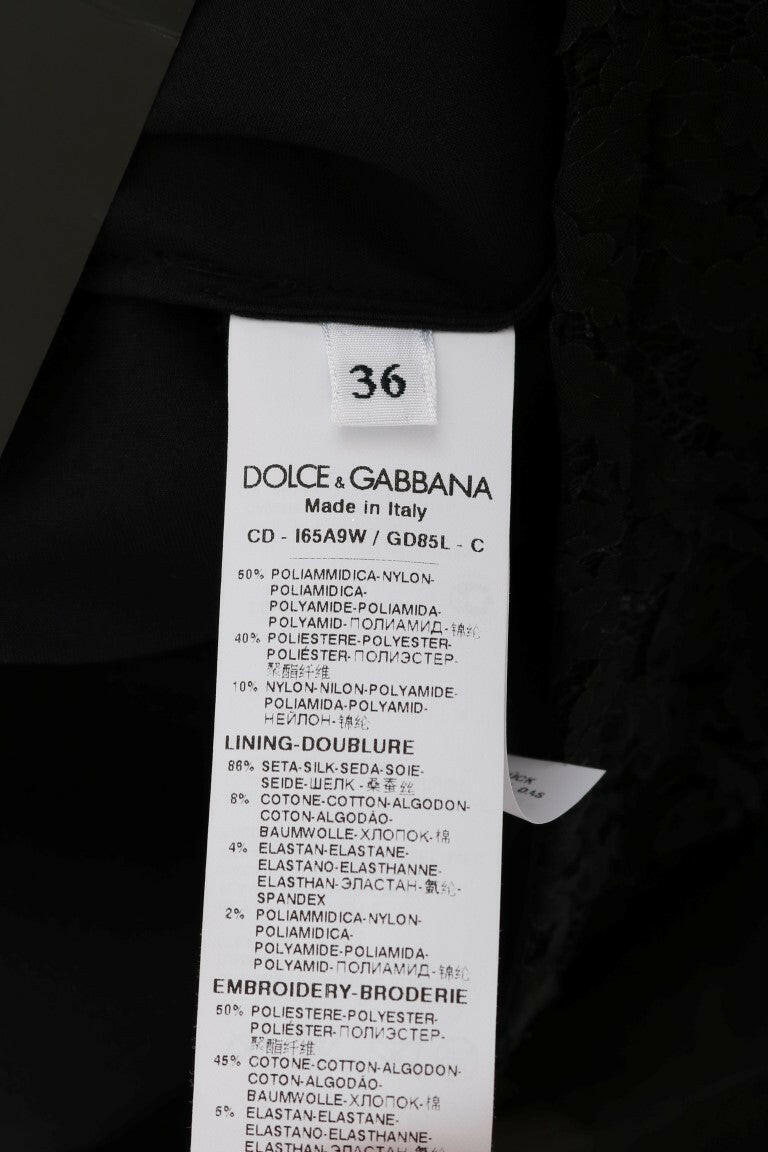 36
DOLCE & GABBANA
Made in Italy
CD - I65A9W / GD85L - C
50% POLIAMMIDICA-NYLON-
POLIAMIDICA-
POLYAMIDE-POLIAMIDA-
POLYAMID-ПОЛИАМИД-锦纶
40% POLIESTERE-POLYESTER-
POLIÉSTER-ПОЛИЭСТЕР-
聚酯纤维
10% NYLON-NILON-POLYAMIDE-
POLIAMIDA-POLYAMID-
НЕЙЛОН-锦纶
LINING-DOUBLURE
86% SETA-SILK-SEDA-SOIE-
SEIDE-ШЕЛК-桑蚕丝
8% COTONE-COTTON-ALGODON-
COTON-ALGODÃO-
BAUMWOLLE-ХЛОПОК-棉
4% ELASTAN-ELASTANE-
ELASTANO-ELASTHANNE-
ELASTHAN-ЭЛАСТАН-氨纶-
SPANDEX
2% POLIAMMIDICA-NYLON-
POLIAMIDICA-
POLYAMIDE-POLIAMIDA-
POLYAMID-ПОЛИАМИД-锦纶
EMBROIDERY-BRODERIE
50% POLIESTERE-POLYESTER-
POLIÉSTER-ПОЛИЭСТЕР-
聚酯纤维
45% COTONE-COTTON-ALGODON-
COTON-ALGODÃO-
BAUMWOLLE-ХЛОПОК-棉
5% ELASTAN-ELASTANE-
ELASTANO-ELASTHANNE-
ELASTHAN-ЭЛАСТАН-氨纶-
DAS